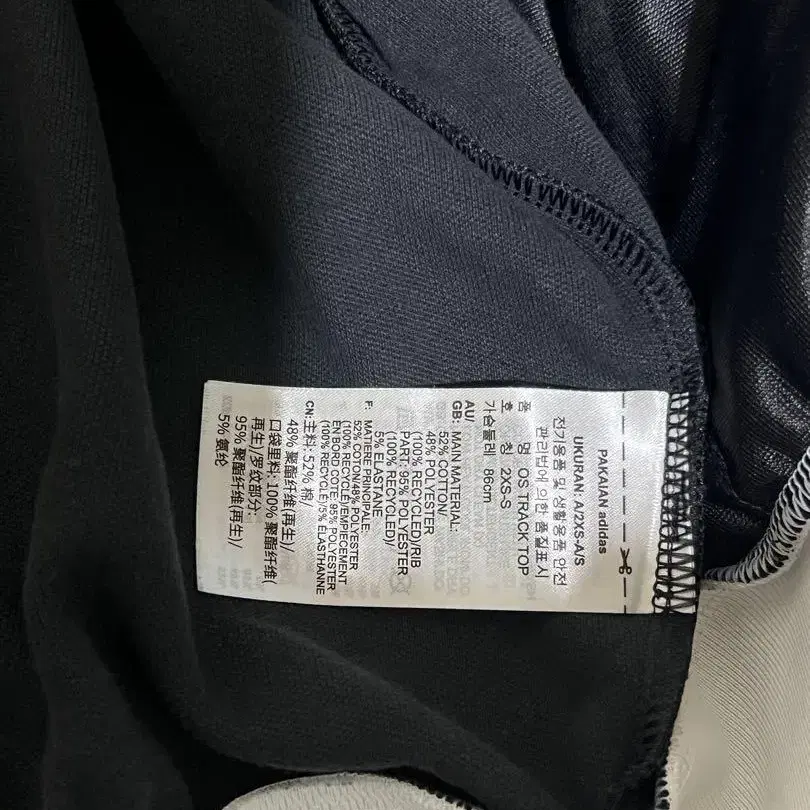 PAKAIAN adidas
UKURAN: A/2XS-A/S
전기용품 및 생활용품 안전
관리법에 의한 품질표시
품 명 OS TRACK TOP
호 칭 2XS-S
가슴둘레 86cm
AU/
GB: MAIN MATERIAL:
52% COTTON/
48% POLYESTER
(100% RECYCLED)/RIB
PART: 95% POLYESTER
(100% RECYCLED)/
5% ELASTANE
F: MATIERE PRINCIPALE:
52% COTON/48% POLYESTER
(100% RECYCLE)/EMPIECEMENT
EN BORD COTE: 95% POLYESTER
(100% RECYCLE)/5% ELASTHANNE
CN: 主料: 52% 棉/
48% 聚酯纤维(再生)/
口袋里料: 100% 聚酯纤维(
再生)/罗纹部分:
95% 聚酯纤维(再生)/
5% 氨纶